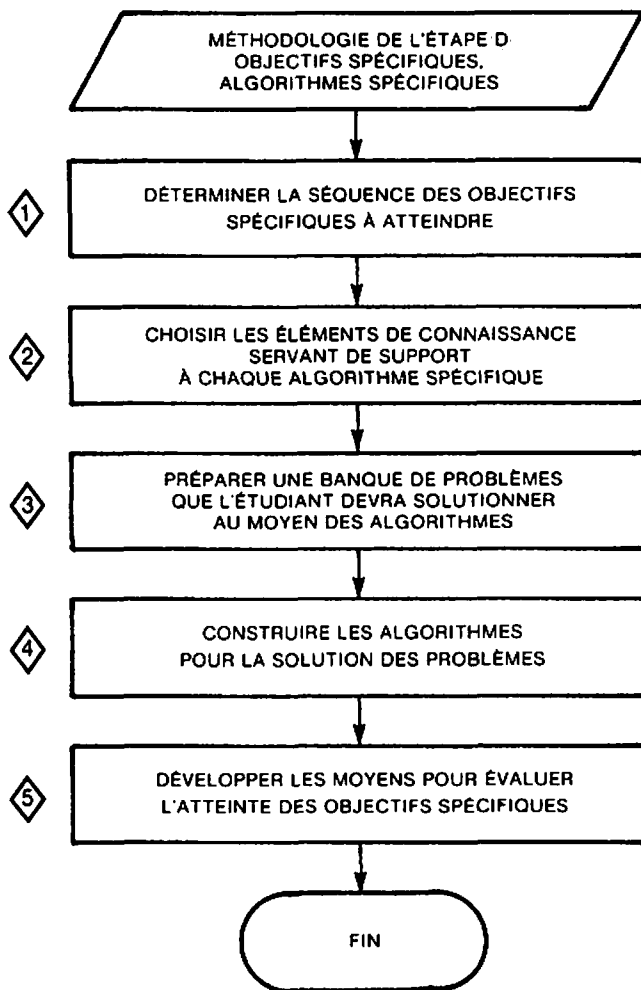 MÉTHODOLOGIE DE L'ÉTAPE D
OBJECTIFS SPÉCIFIQUES,
ALGORITHMES SPÉCIFIQUES
1
DÉTERMINER LA SÉQUENCE DES OBJECTIFS
SPÉCIFIQUES À ATTEINDRE
2
CHOISIR LES ÉLÉMENTS DE CONNAISSANCE
SERVANT DE SUPPORT
À CHAQUE ALGORITHME SPÉCIFIQUE
3
PRÉPARER UNE BANQUE DE PROBLÈMES
QUE L'ÉTUDIANT DEVRA SOLUTIONNER
AU MOYEN DES ALGORITHMES
4
CONSTRUIRE LES ALGORITHMES
POUR LA SOLUTION DES PROBLÈMES
5
DÉVELOPPER LES MOYENS POUR ÉVALUER
L'ATTEINTE DES OBJECTIFS SPÉCIFIQUES
FIN